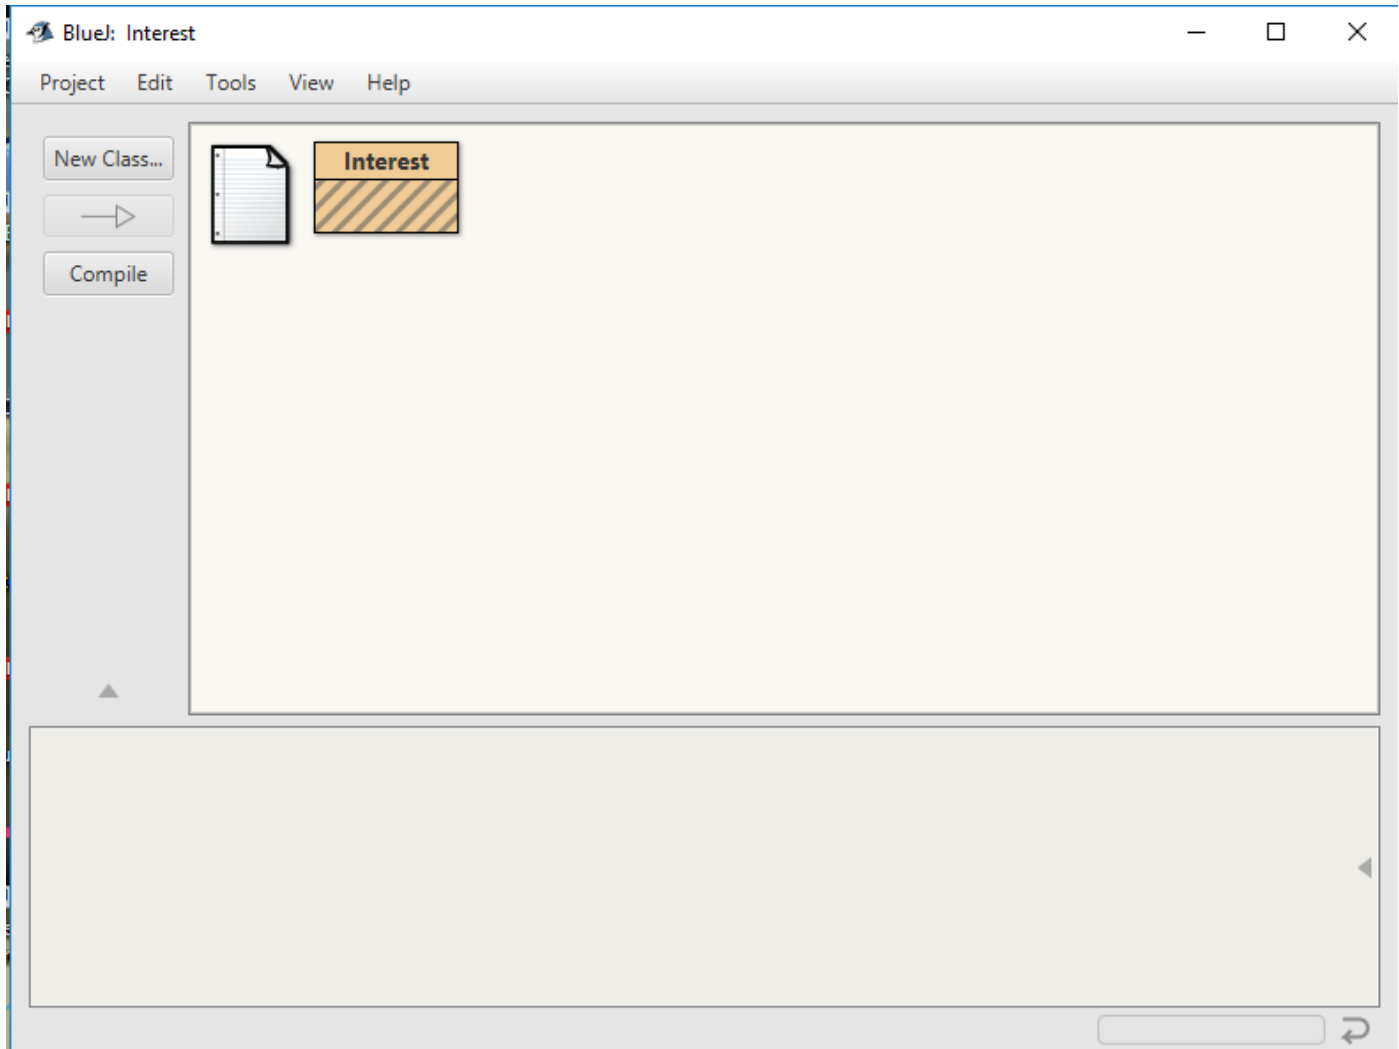 BlueJ: Interest
Project Edit Tools View Help
New Class...
Interest
Compile